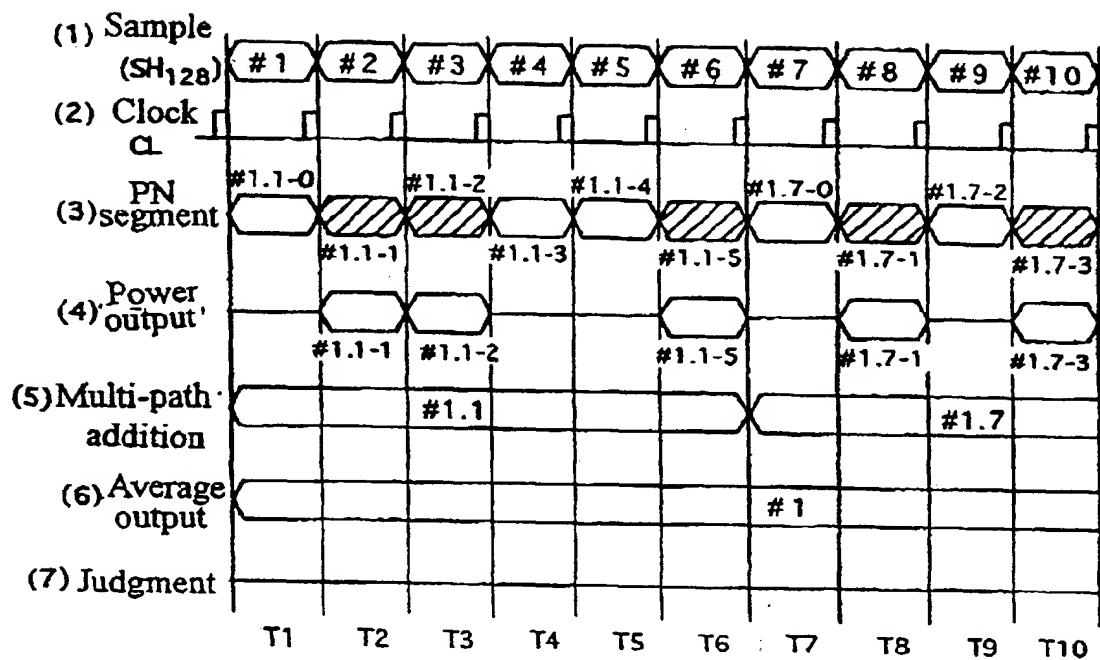 (1) Sample
(SH128) #1 #2 #3 #4 #5 #6 #7 #8 #9 #10
(2) Clock
CL
#1.1-0 #1.1-2 #1.1-4 #1.7-0 #1.7-2
(3) PN
segment
#1.1-1 #1.1-3 #1.1-5 #1.7-1 #1.7-3
(4) 'Power
output'
#1.1-1 #1.1-2 #1.1-5 #1.7-1 #1.7-3
(5) Multi-path
addition #1.1 #1.7
(6) Average
output #1
(7) Judgment
T1 T2 T3 T4 T5 T6 T7 T8 T9 T10